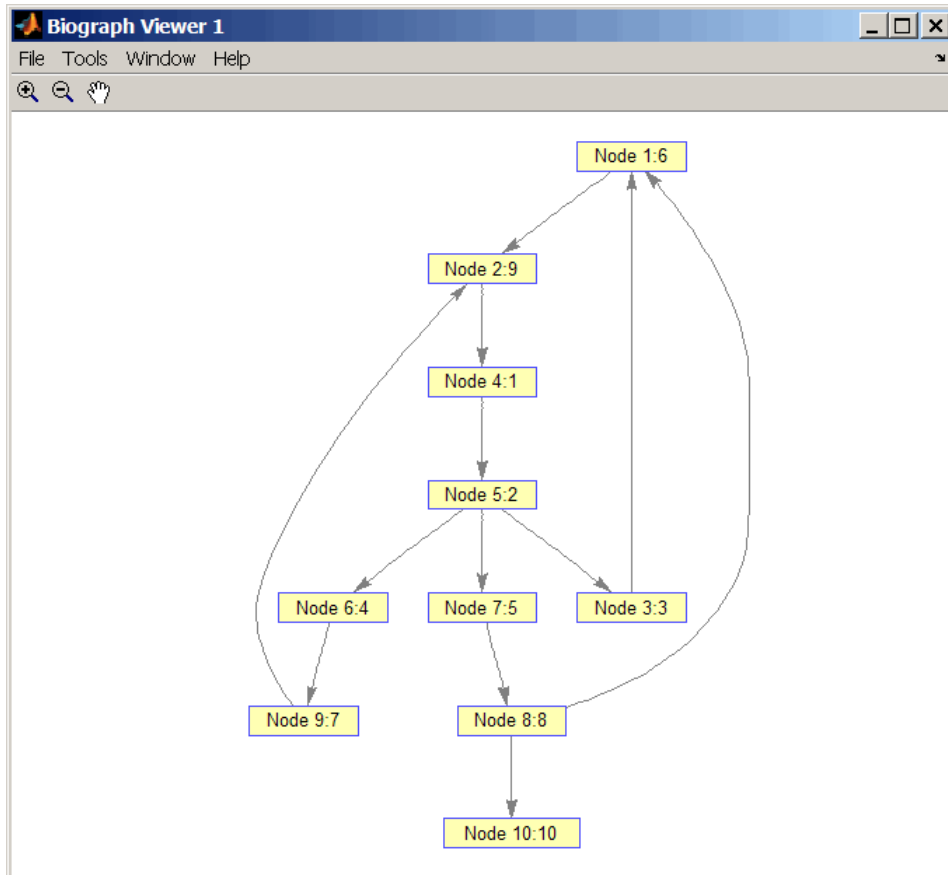 Biograph Viewer 1
File Tools Window Help
Node 1:6
Node 2:9
Node 4:1
Node 5:2
Node 6:4 Node 7:5 Node 3:3
Node 9:7 Node 8:8
Node 10:10